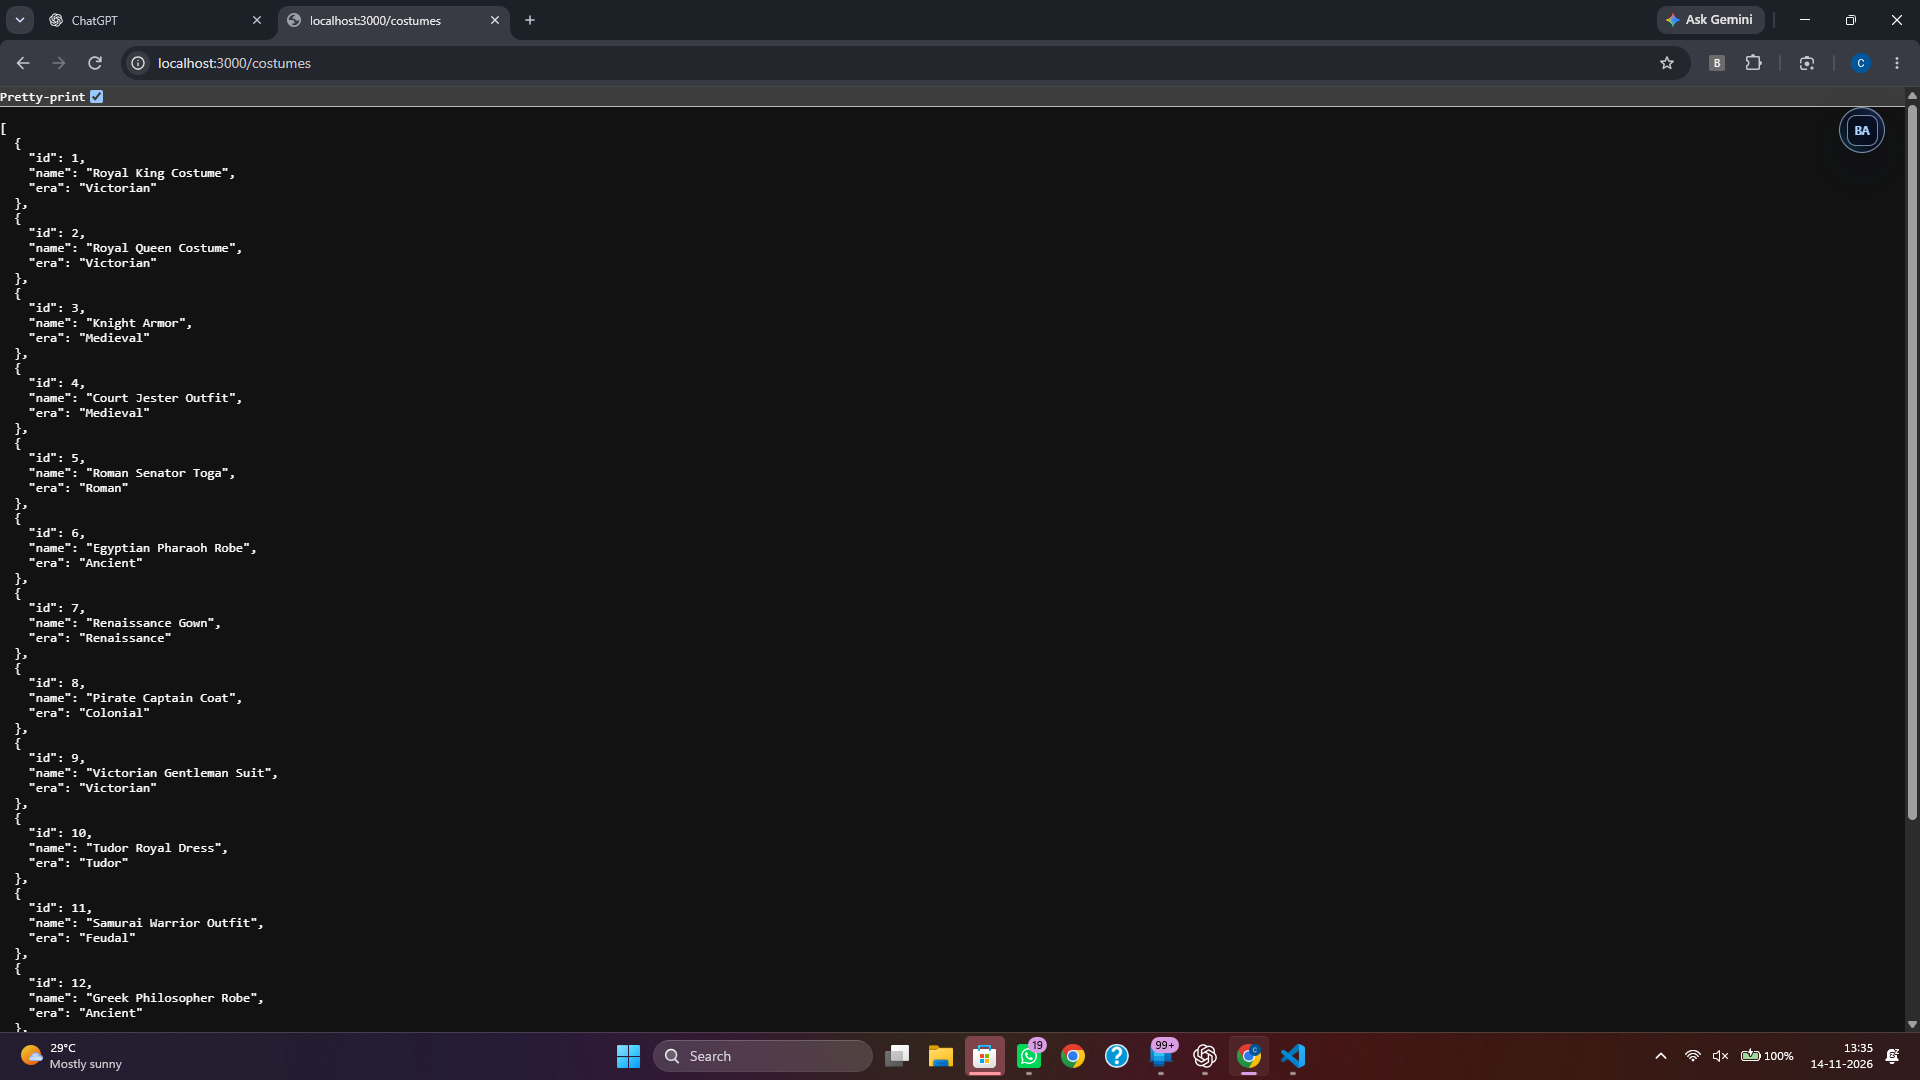 ChatGPT
localhost:3000/costumes
Ask Gemini
localhost:3000/costumes
B
C
Pretty-print
BA
[
  {
    "id": 1,
    "name": "Royal King Costume",
    "era": "Victorian"
  },
  {
    "id": 2,
    "name": "Royal Queen Costume",
    "era": "Victorian"
  },
  {
    "id": 3,
    "name": "Knight Armor",
    "era": "Medieval"
  },
  {
    "id": 4,
    "name": "Court Jester Outfit",
    "era": "Medieval"
  },
  {
    "id": 5,
    "name": "Roman Senator Toga",
    "era": "Roman"
  },
  {
    "id": 6,
    "name": "Egyptian Pharaoh Robe",
    "era": "Ancient"
  },
  {
    "id": 7,
    "name": "Renaissance Gown",
    "era": "Renaissance"
  },
  {
    "id": 8,
    "name": "Pirate Captain Coat",
    "era": "Colonial"
  },
  {
    "id": 9,
    "name": "Victorian Gentleman Suit",
    "era": "Victorian"
  },
  {
    "id": 10,
    "name": "Tudor Royal Dress",
    "era": "Tudor"
  },
  {
    "id": 11,
    "name": "Samurai Warrior Outfit",
    "era": "Feudal"
  },
  {
    "id": 12,
    "name": "Greek Philosopher Robe",
    "era": "Ancient"
  },
29°C
Mostly sunny
Search
19
99+
C
100%
13:35
14-11-2026